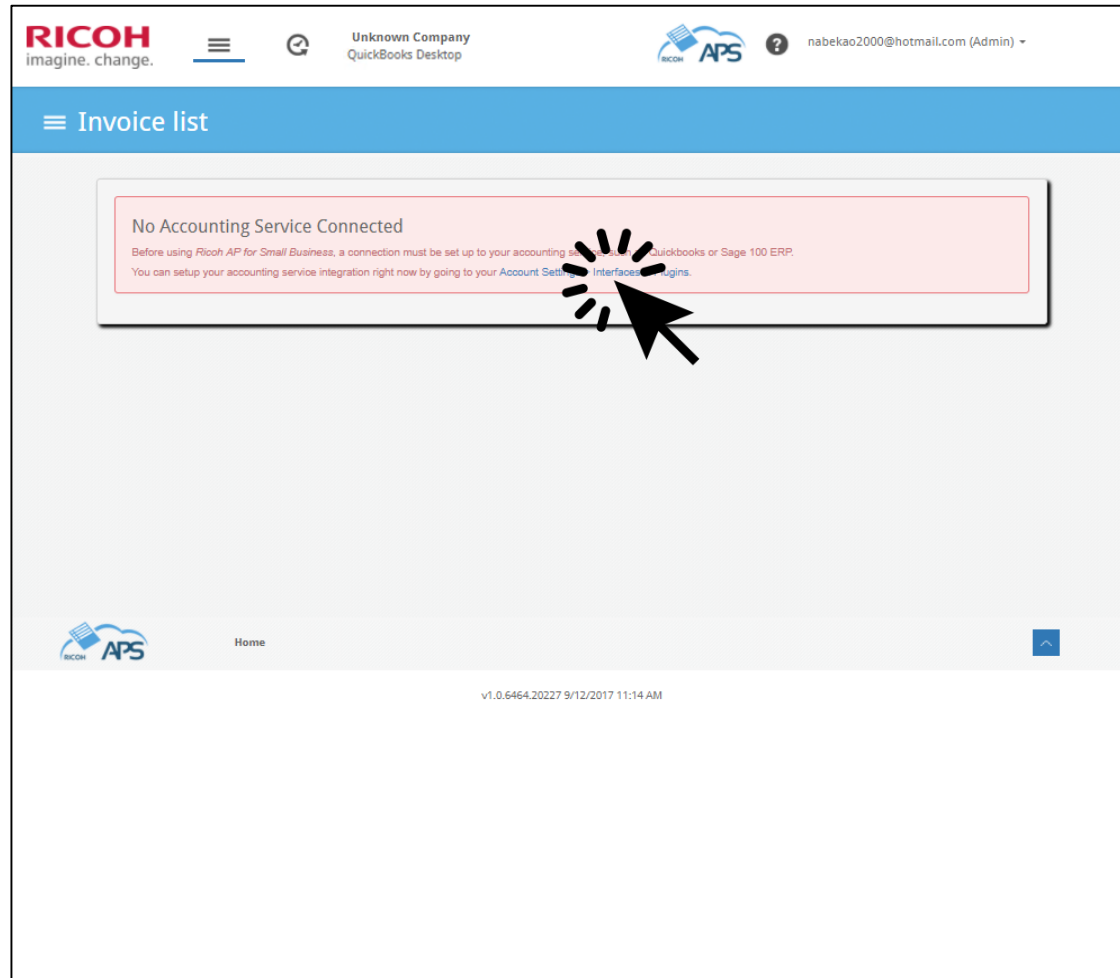 RICOH
imagine. change.
Unknown Company
QuickBooks Desktop
RICOH APS
nabekao2000@hotmail.com (Admin)
Invoice list
No Accounting Service Connected
Before using Ricoh AP for Small Business, a connection must be set up to your accounting Quickbooks or Sage 100 ERP.
You can setup your accounting service integration right now by going to your Account Interfaces
RICOH APS
Home
v1.0.6464.20227 9/12/2017 11:14 AM